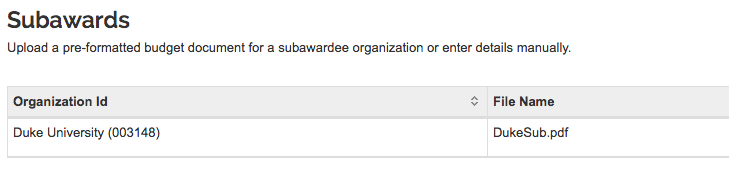 Subawards
Upload a pre-formatted budget document for a subawardee organization or enter details manually.
Organization Id File Name
Duke University (003148) DukeSub.pdf